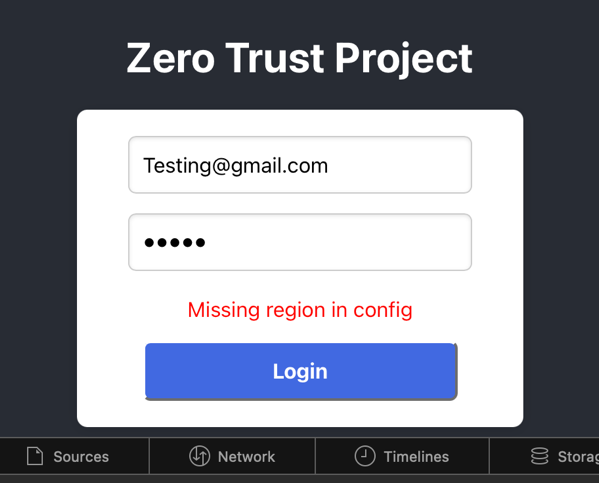 Zero Trust Project
Testing@gmail.com
•••••
Missing region in config
Login
Sources Network Timelines Storag